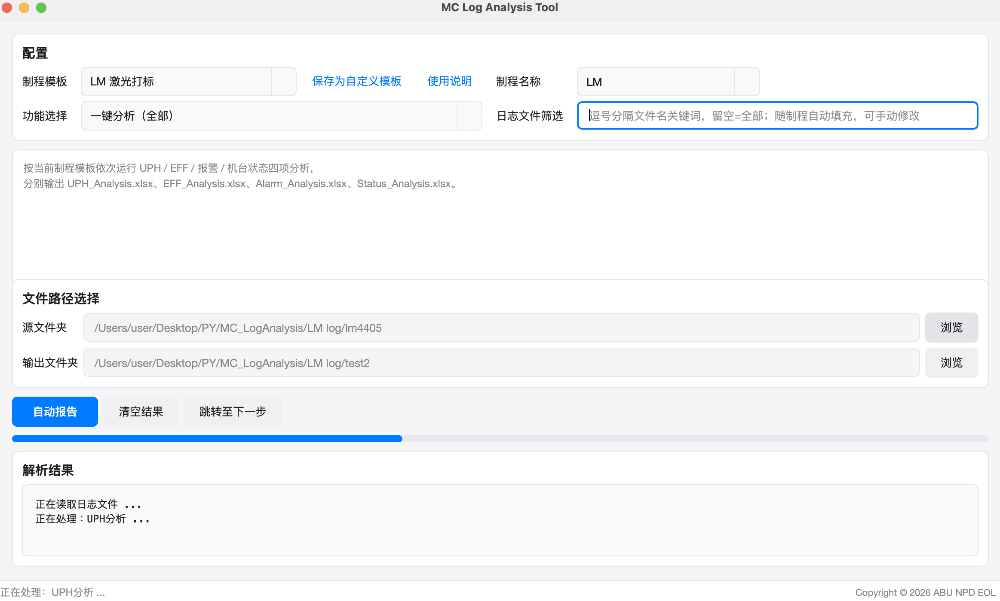 MC Log Analysis Tool
配置
制程模板 LM 激光打标 保存为自定义模板 使用说明 制程名称 LM
功能选择 一键分析（全部） 日志文件筛选 逗号分隔文件名关键词，留空=全部；随制程自动填充，可手动修改
按当前制程模板依次运行 UPH / EFF / 报警 / 机台状态四项分析，
分别输出 UPH_Analysis.xlsx、EFF_Analysis.xlsx、Alarm_Analysis.xlsx、Status_Analysis.xlsx。
文件路径选择
源文件夹 /Users/user/Desktop/PY/MC_LogAnalysis/LM log/lm4405 浏览
输出文件夹 /Users/user/Desktop/PY/MC_LogAnalysis/LM log/test2 浏览
自动报告 清空结果 跳转至下一步
解析结果
正在读取日志文件 ...
正在处理：UPH分析 ...
正在处理：UPH分析 ... Copyright © 2026 ABU NPD EOL